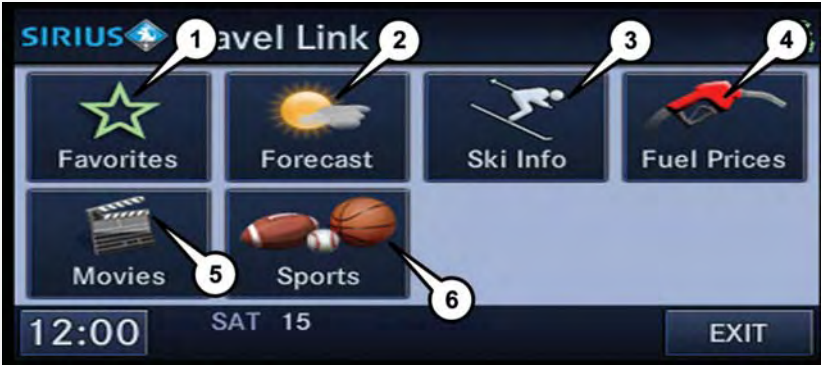 SIRIUS avel Link
1
2
3
4
Favorites
Forecast
Ski Info
Fuel Prices
Movies
Sports
5
6
12:00
SAT 15
EXIT